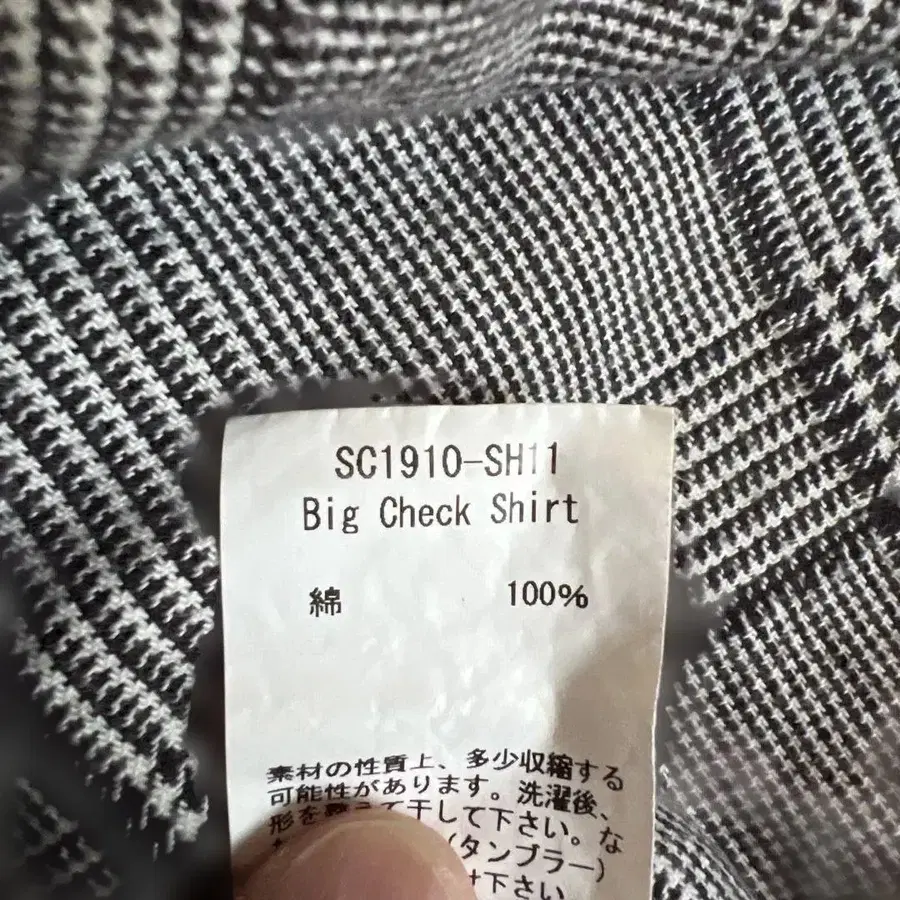 SC1910-SH11
Big Check Shirt
綿 100%
素材の性質上、多少収縮する
可能性があります。洗濯後、
形を整えて干して下さい。な
(タンブラー)
下さい